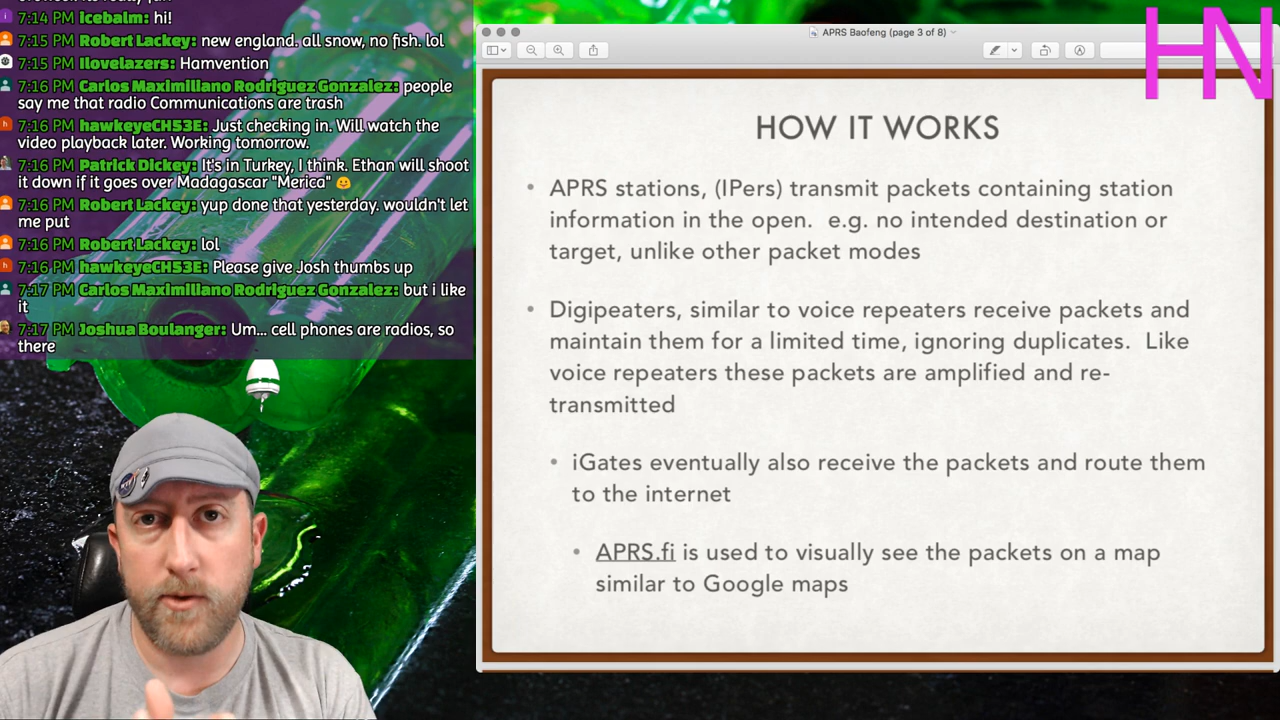 7:14 PM Icebalm: hi!
7:15 PM Robert Lackey: new england. all snow, no fish. lol
7:15 PM Ilovelazers: Hamvention
7:16 PM Carlos Maximiliano Rodriguez Gonzalez: people
say me that radio Communications are trash
7:16 PM hawkeyeCH53E: Just checking in. Will watch the
video playback later. Working tomorrow.
7:16 PM Patrick Dickey: It's in Turkey, I think. Ethan will shoot
it down if it goes over Madagascar "Merica" 🙂
7:16 PM Robert Lackey: yup done that yesterday. wouldn't let
me put
7:16 PM Robert Lackey: lol
7:16 PM hawkeyeCH53E: Please give Josh thumbs up
7:17 PM Carlos Maximiliano Rodriguez Gonzalez: but i like
it
7:17 PM Joshua Boulanger: Um... cell phones are radios, so
there
APRS Baofeng (page 3 of 8)
HN
HOW IT WORKS
• APRS stations, (IPers) transmit packets containing station
information in the open. e.g. no intended destination or
target, unlike other packet modes
• Digipeaters, similar to voice repeaters receive packets and
maintain them for a limited time, ignoring duplicates. Like
voice repeaters these packets are amplified and re-
transmitted
• iGates eventually also receive the packets and route them
to the internet
• APRS.fi is used to visually see the packets on a map
similar to Google maps